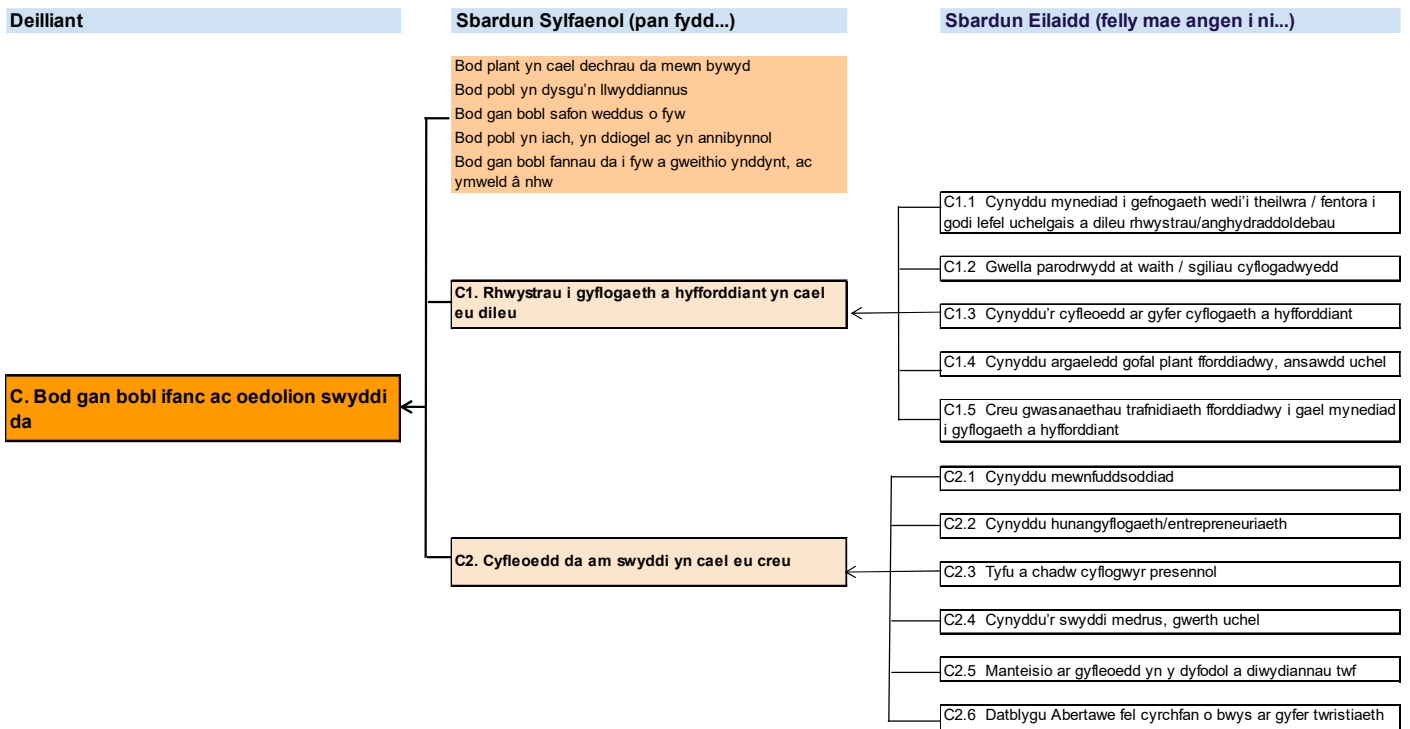 Deilliant
Sbardun Sylfaenol (pan fydd...)
Sbardun Eilaidd (felly mae angen i ni...)
Bod plant yn cael dechrau da mewn bywyd
Bod pobl yn dysgu’n llwyddiannus
Bod gan bobl safon weddus o fyw
Bod pobl yn iach, yn ddiogel ac yn annibynnol
Bod gan bobl fannau da i fyw a gweithio ynddynt, ac
ymweld â nhw
C. Bod gan bobl ifanc ac oedolion swyddi
da
C1. Rhwystrau i gyflogaeth a hyfforddiant yn cael
eu dileu
C1.1 Cynyddu mynediad i gefnogaeth wedi’i theilwra / fentora i
godi lefel uchelgais a dileu rhwystrau/anghydraddoldebau
C1.2 Gwella parodrwydd at waith / sgiliau cyflogadwyedd
C1.3 Cynyddu’r cyfleoedd ar gyfer cyflogaeth a hyfforddiant
C1.4 Cynyddu argaeledd gofal plant fforddiadwy, ansawdd uchel
C1.5 Creu gwasanaethau trafnidiaeth fforddiadwy i gael mynediad
i gyflogaeth a hyfforddiant
C2. Cyfleoedd da am swyddi yn cael eu creu
C2.1 Cynyddu mewnfuddsoddiad
C2.2 Cynyddu hunangyflogaeth/entrepreneuriaeth
C2.3 Tyfu a chadw cyflogwyr presennol
C2.4 Cynyddu’r swyddi medrus, gwerth uchel
C2.5 Manteisio ar gyfleoedd yn y dyfodol a diwydiannau twf
C2.6 Datblygu Abertawe fel cyrchfan o bwys ar gyfer twristiaeth